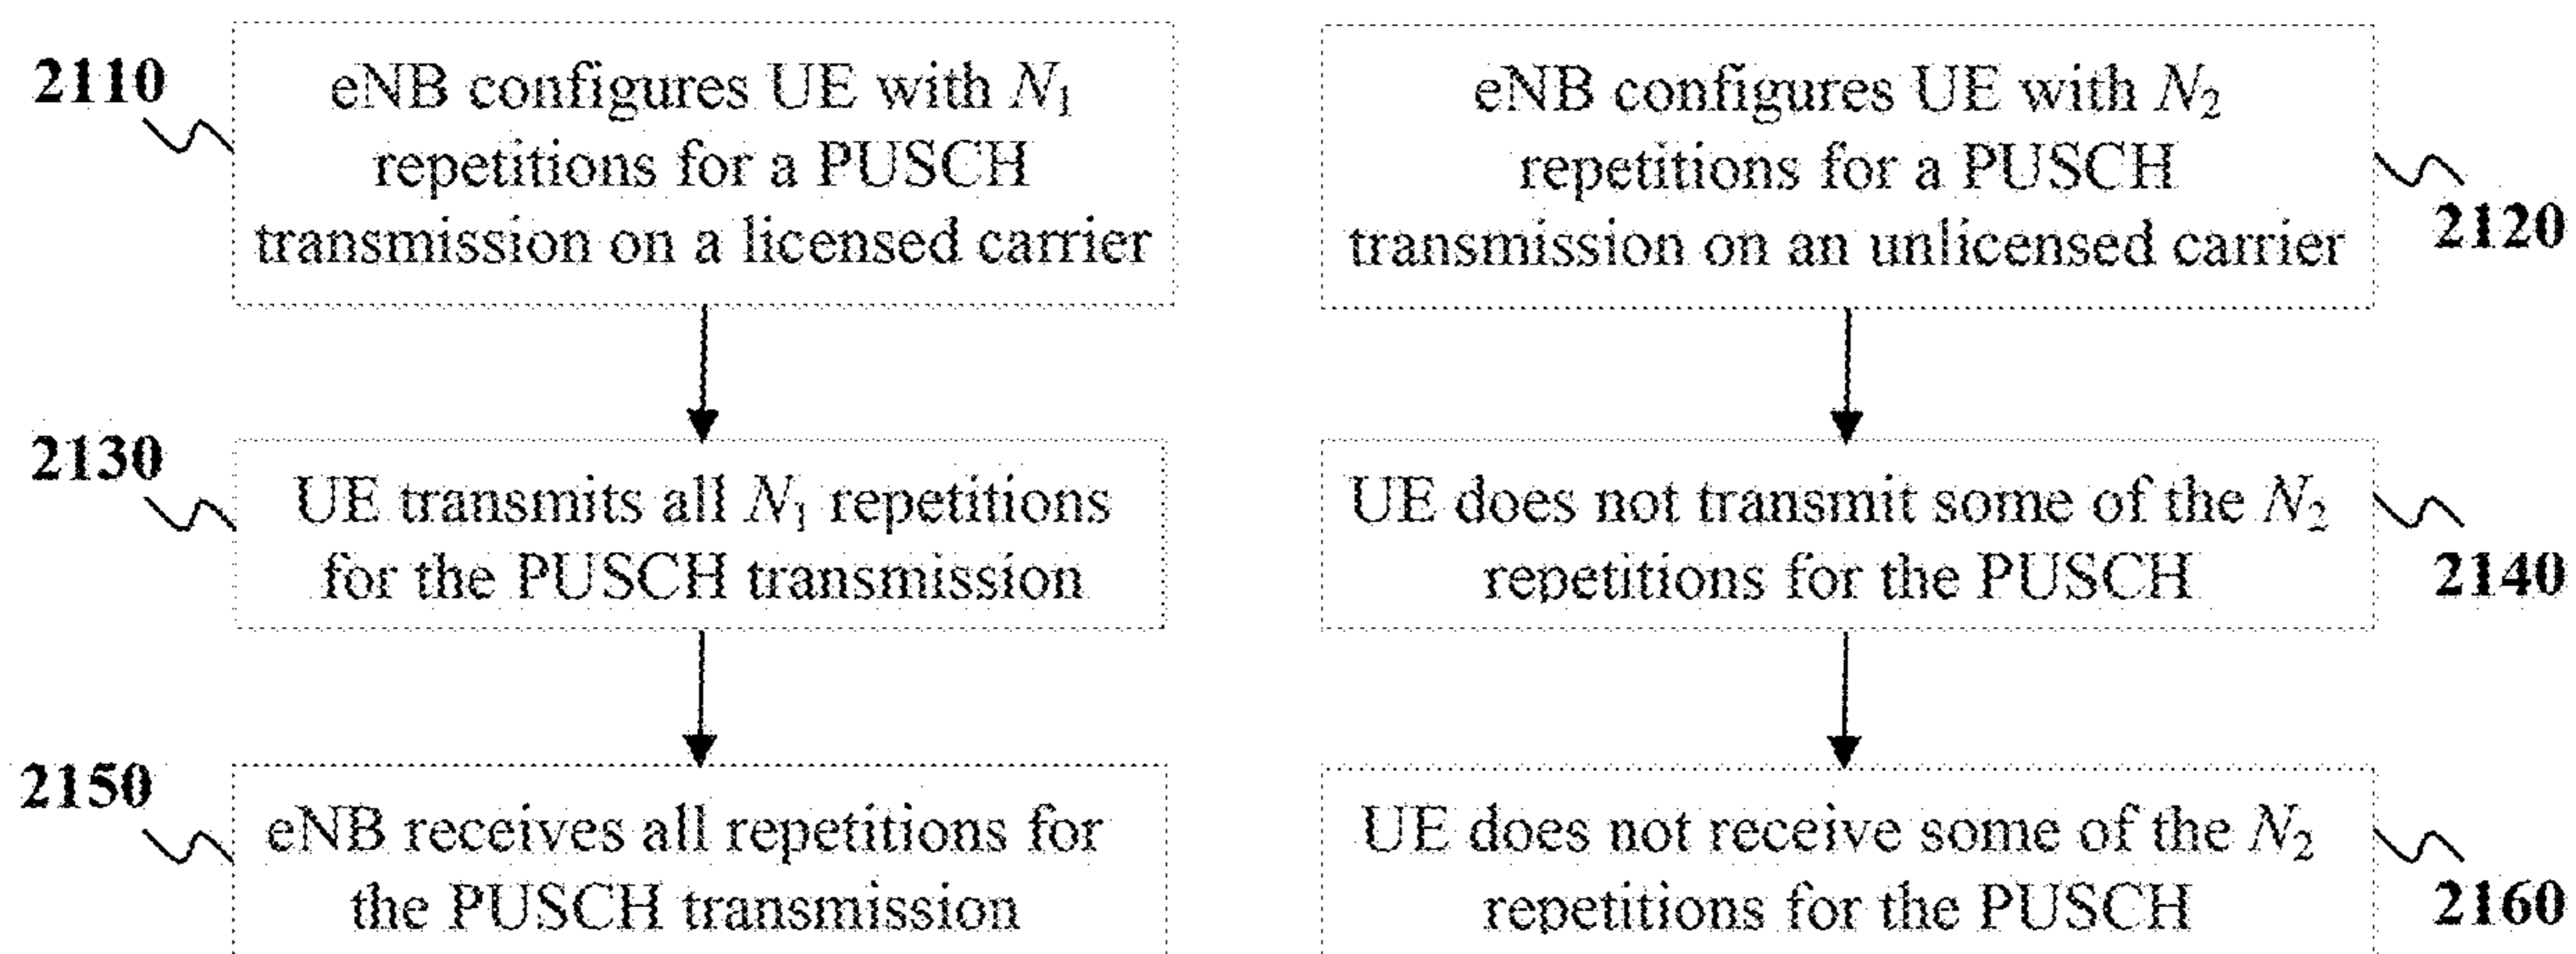 2110
eNB configures UE with N1
repetitions for a PUSCH
transmission on a licensed carrier
eNB configures UE with N2
repetitions for a PUSCH
transmission on an unlicensed carrier
2120
2130
UE transmits all N1 repetitions
for the PUSCH transmission
UE does not transmit some of the N2
repetitions for the PUSCH
2140
2150
eNB receives all repetitions for
the PUSCH transmission
UE does not receive some of the N2
repetitions for the PUSCH
2160